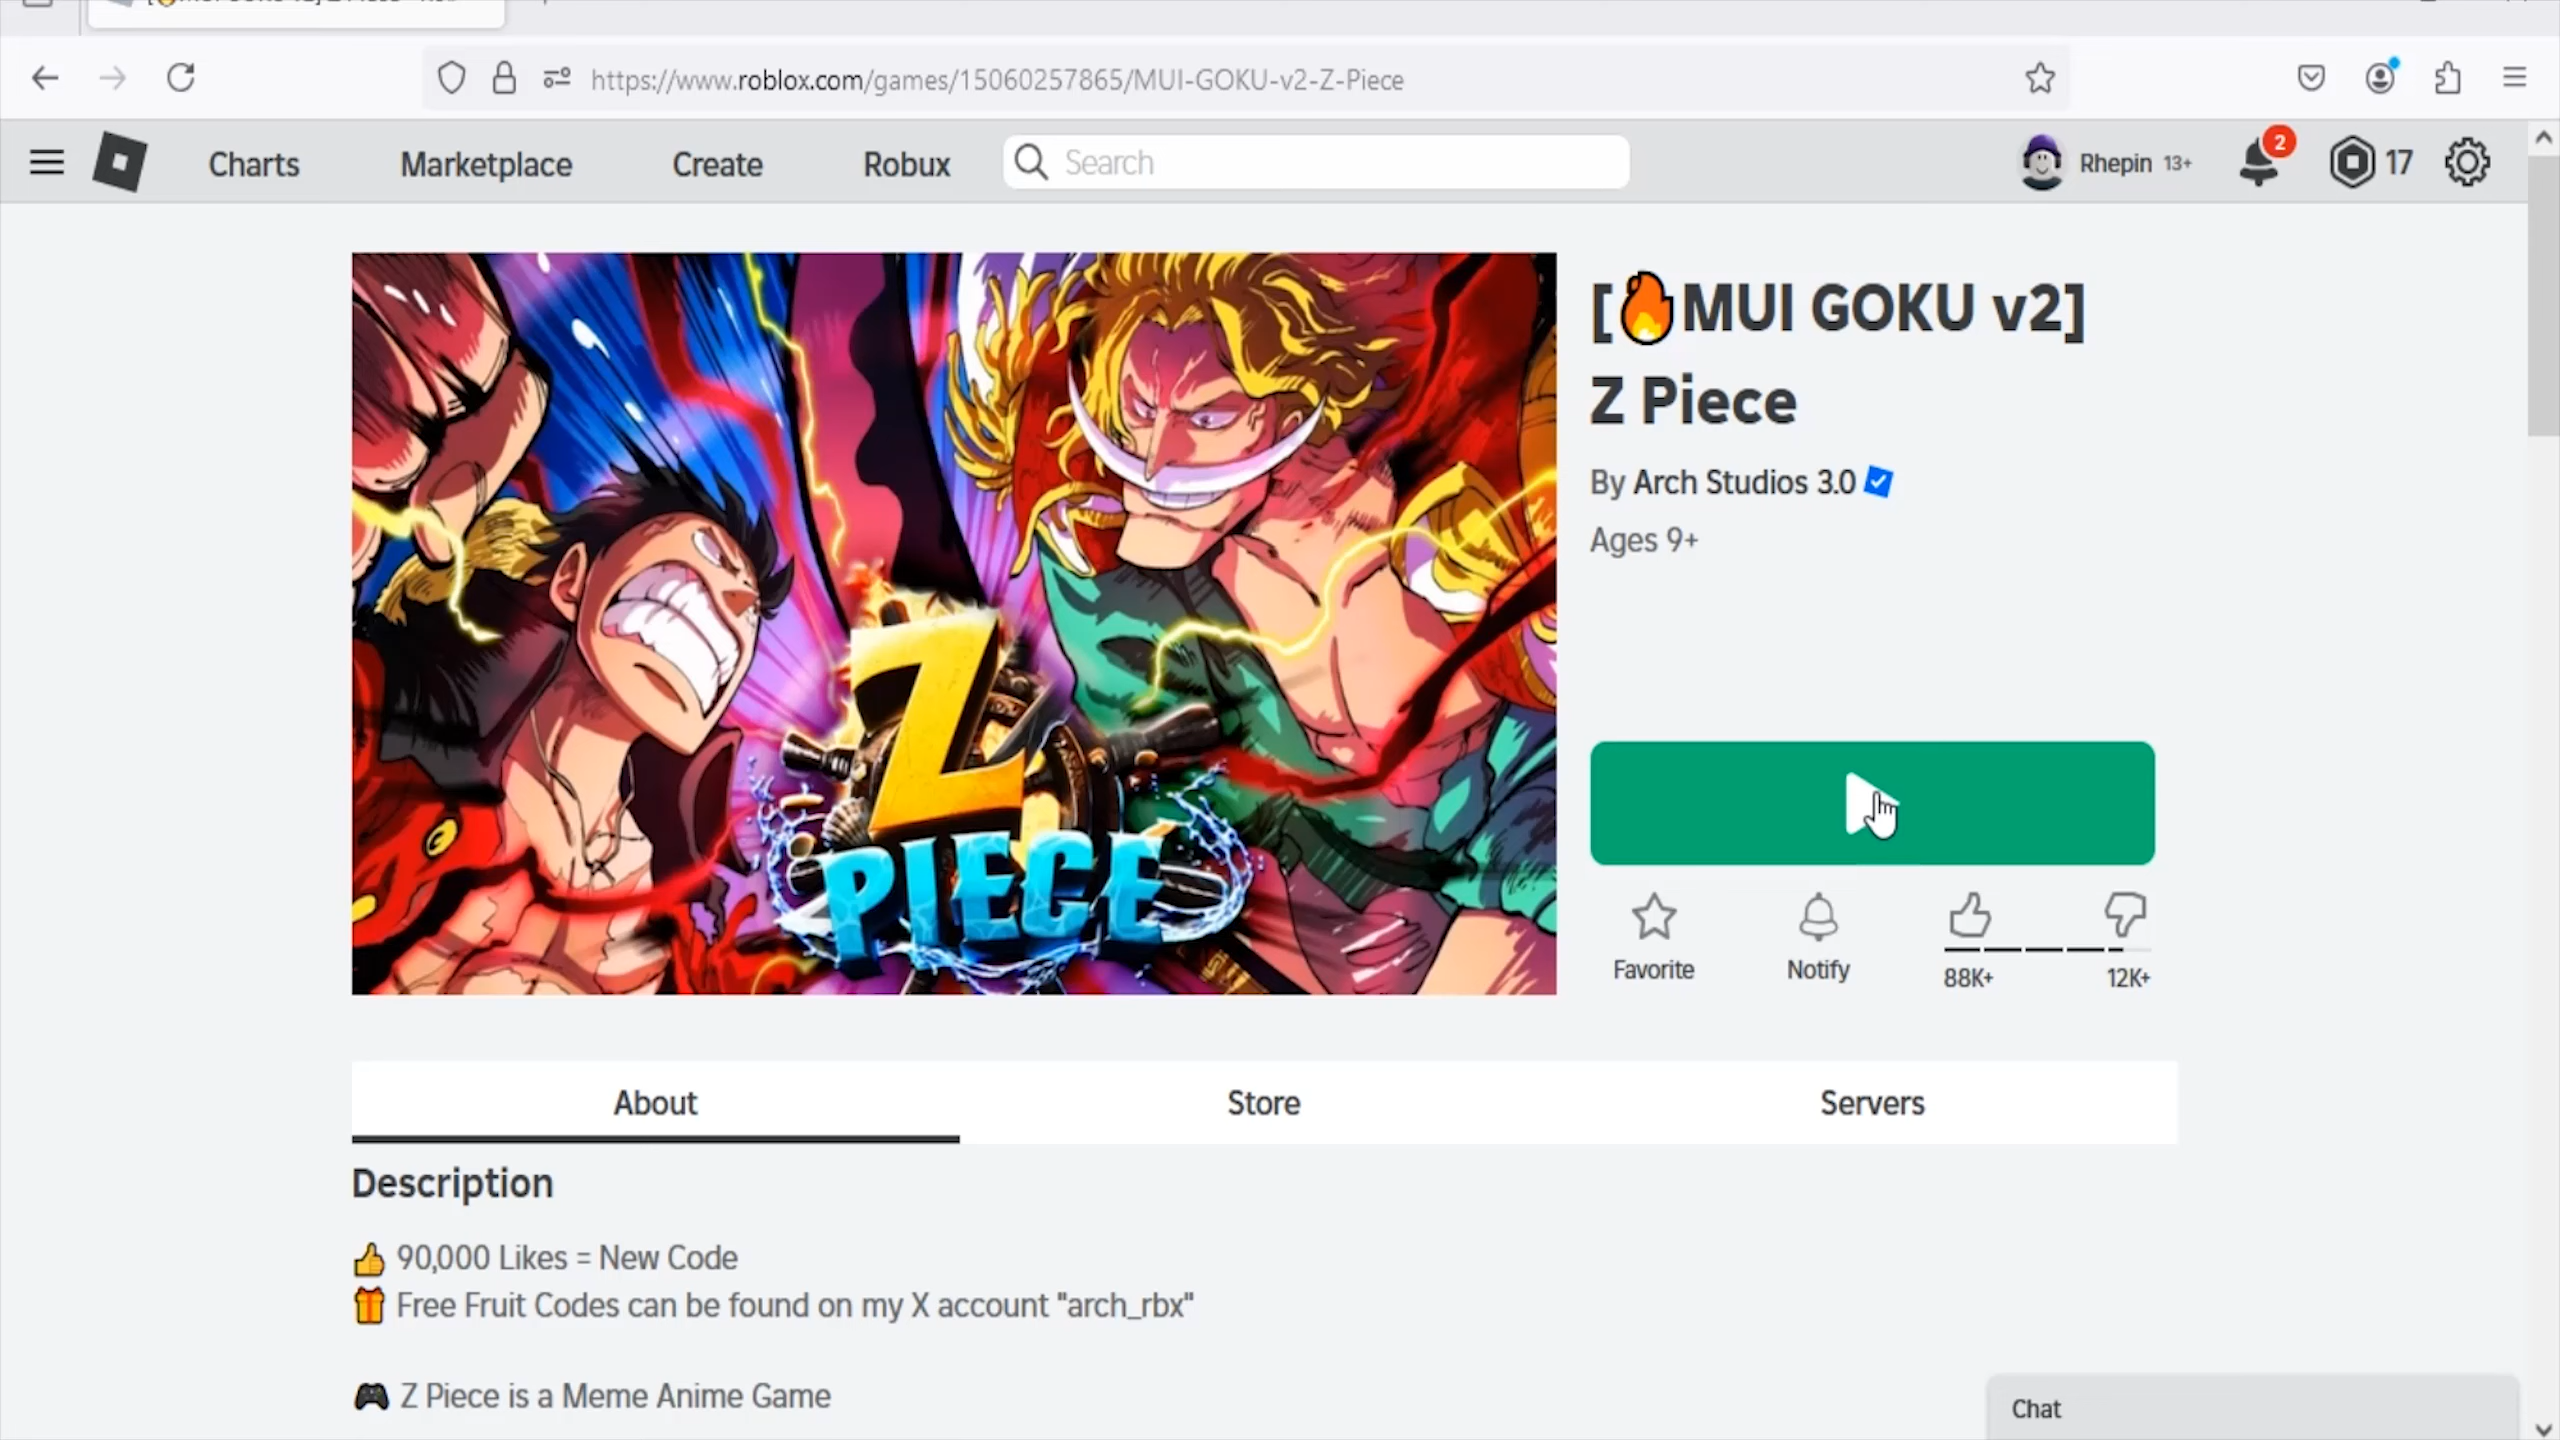 https://www.roblox.com/games/15060257865/MUI-GOKU-v2-Z-Piece
Charts
Marketplace
Create
Robux
Search
Rhepin 13+
2
17
[🔥MUI GOKU v2]
Z Piece
By Arch Studios 3.0
Ages 9+
Z
PIECE
Favorite
Notify
88K+
12K+
About
Store
Servers
Description
👍 90,000 Likes = New Code
🎁 Free Fruit Codes can be found on my X account "arch_rbx"
🎮 Z Piece is a Meme Anime Game
Chat